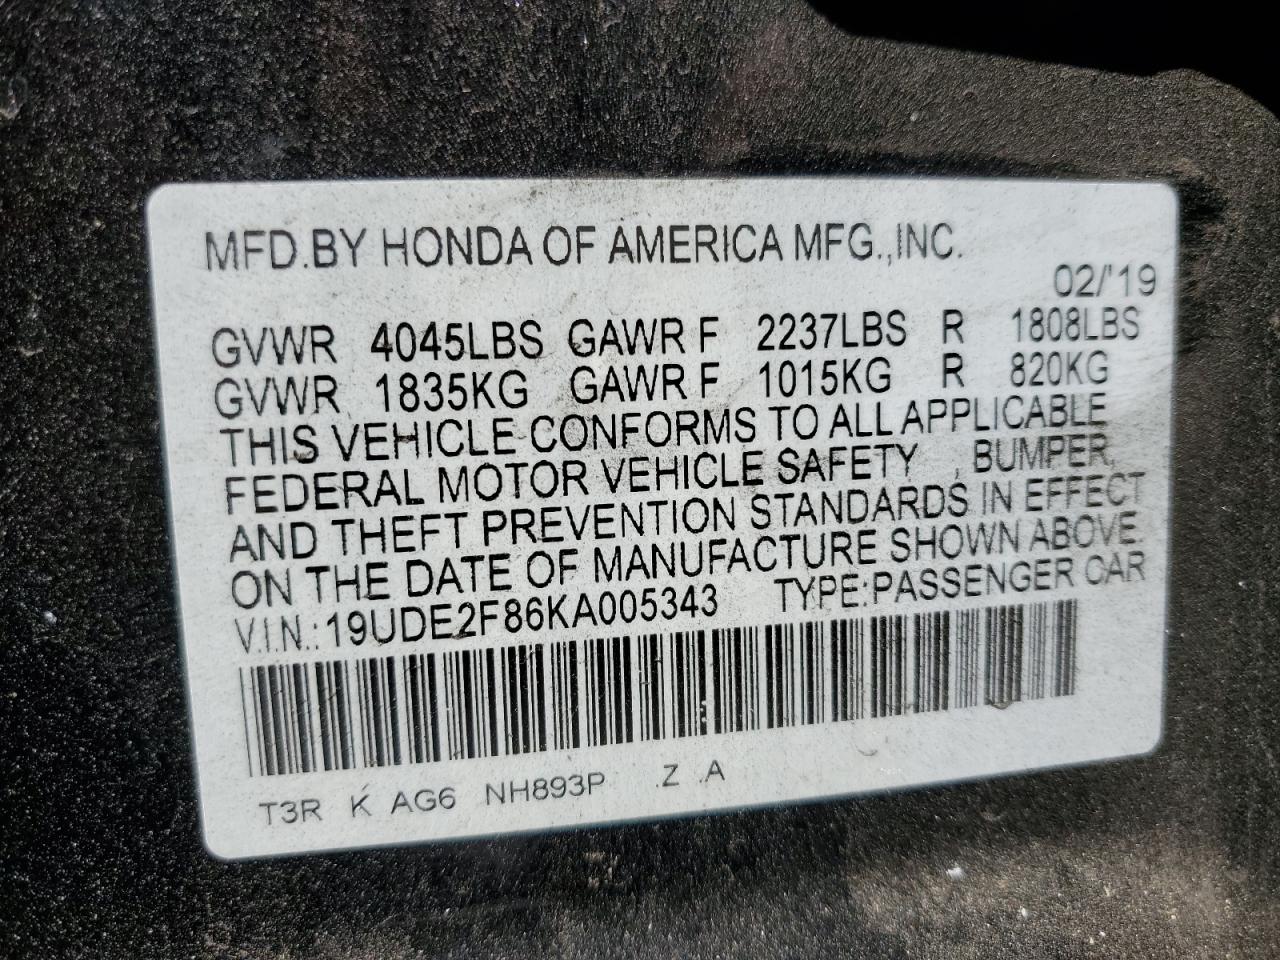 MFD.BY HONDA OF AMERICA MFG.,INC.
02/'19
GVWR 4045LBS GAWR F 2237LBS R 1808LBS
GVWR 1835KG GAWR F 1015KG R 820KG
THIS VEHICLE CONFORMS TO ALL APPLICABLE
FEDERAL MOTOR VEHICLE SAFETY , BUMPER,
AND THEFT PREVENTION STANDARDS IN EFFECT
ON THE DATE OF MANUFACTURE SHOWN ABOVE.
V.I.N.:19UDE2F86KA005343 TYPE:PASSENGER CAR
T3R K AG6 NH893P Z A